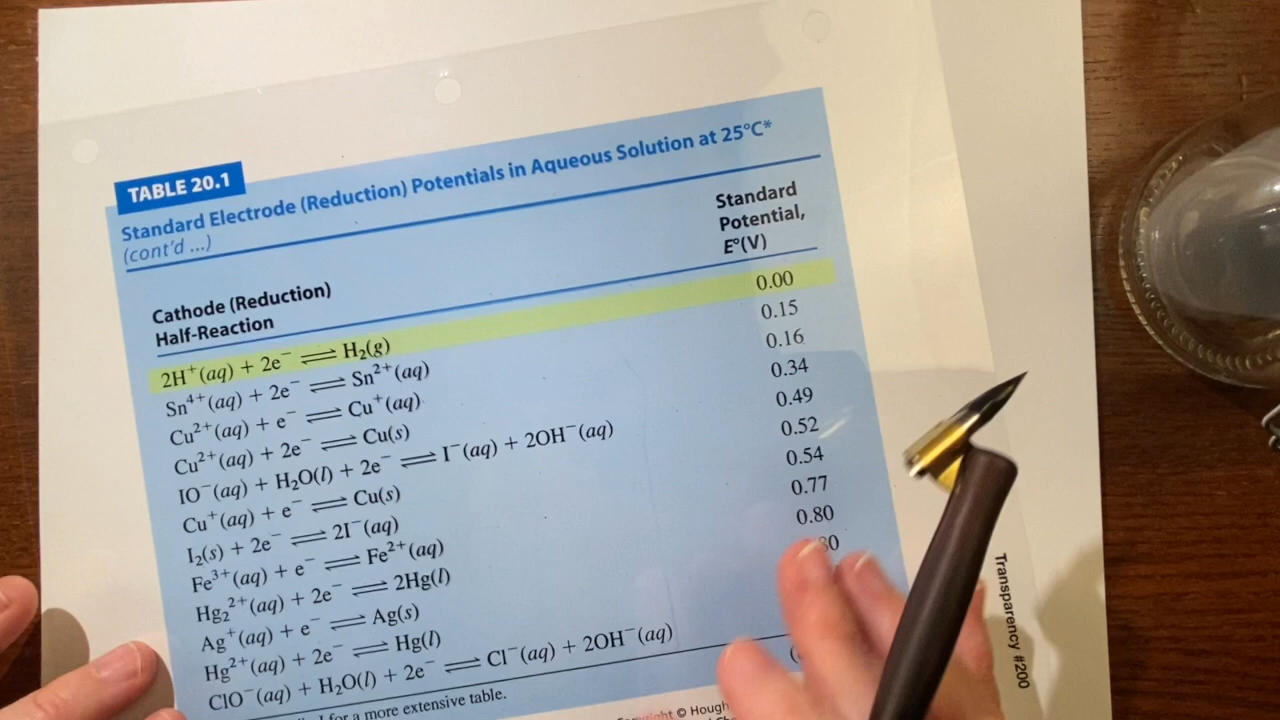 TABLE 20.1
Standard Electrode (Reduction) Potentials in Aqueous Solution at 25°C*
(cont'd ...)
Cathode (Reduction)
Half-Reaction
Standard
Potential,
E°(V)
2H⁺(aq) + 2e⁻ ⇌ H₂(g) 0.00
Sn⁴⁺(aq) + 2e⁻ ⇌ Sn²⁺(aq) 0.15
Cu²⁺(aq) + e⁻ ⇌ Cu⁺(aq) 0.16
Cu²⁺(aq) + 2e⁻ ⇌ Cu(s) 0.34
IO⁻(aq) + H₂O(l) + 2e⁻ ⇌ I⁻(aq) + 2OH⁻(aq) 0.49
Cu⁺(aq) + e⁻ ⇌ Cu(s) 0.52
I₂(s) + 2e⁻ ⇌ 2I⁻(aq) 0.54
Fe³⁺(aq) + e⁻ ⇌ Fe²⁺(aq) 0.77
Hg₂²⁺(aq) + 2e⁻ ⇌ 2Hg(l) 0.80
Ag⁺(aq) + e⁻ ⇌ Ag(s) 80
Hg²⁺(aq) + 2e⁻ ⇌ Hg(l)
ClO⁻(aq) + H₂O(l) + 2e⁻ ⇌ Cl⁻(aq) + 2OH⁻(aq)
for a more extensive table.
© Hough
Transparency #200